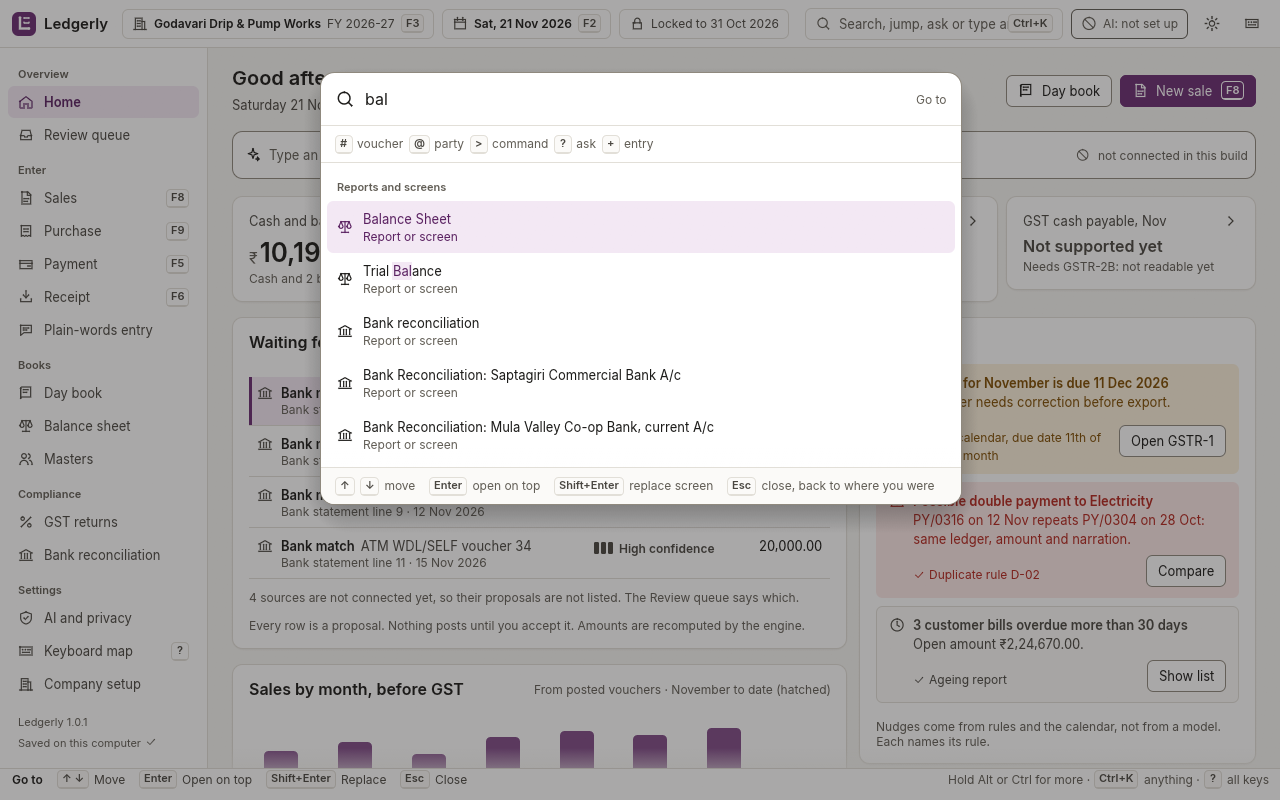 Ledgerly
Godavari Drip & Pump Works FY 2026-27 F3
Sat, 21 Nov 2026 F2
Locked to 31 Oct 2026
Search, jump, ask or type a Ctrl+K
AI: not set up
Overview
Home
Review queue
Enter
Sales F8
Purchase F9
Payment F5
Receipt F6
Plain-words entry
Books
Day book
Balance sheet
Masters
Compliance
GST returns
Bank reconciliation
Settings
AI and privacy
Keyboard map ?
Company setup
Ledgerly 1.0.1
Saved on this computer
Good afte
Saturday 21 No
Day book
New sale F8
Type an
not connected in this build
Cash and ba
₹10,19
Cash and 2 b
GST cash payable, Nov
Not supported yet
Needs GSTR-2B: not readable yet
bal
Go to
# voucher @ party > command ? ask + entry
Reports and screens
Balance Sheet
Report or screen
Trial Balance
Report or screen
Bank reconciliation
Report or screen
Bank Reconciliation: Saptagiri Commercial Bank A/c
Report or screen
Bank Reconciliation: Mula Valley Co-op Bank, current A/c
Report or screen
↑ ↓ move Enter open on top Shift+Enter replace screen Esc close, back to where you were
Waiting fo
Bank m
Bank st
Bank m
Bank st
Bank m
Bank statement line 9 · 12 Nov 2026
Bank match ATM WDL/SELF voucher 34 High confidence 20,000.00
Bank statement line 11 · 15 Nov 2026
4 sources are not connected yet, so their proposals are not listed. The Review queue says which.
Every row is a proposal. Nothing posts until you accept it. Amounts are recomputed by the engine.
Sales by month, before GST
From posted vouchers · November to date (hatched)
for November is due 11 Dec 2026
er needs correction before export.
calendar, due date 11th of
month
Open GSTR-1
Possible double payment to Electricity
PY/0316 on 12 Nov repeats PY/0304 on 28 Oct:
same ledger, amount and narration.
Duplicate rule D-02
Compare
3 customer bills overdue more than 30 days
Open amount ₹2,24,670.00.
Ageing report
Show list
Nudges come from rules and the calendar, not from a model.
Each names its rule.
Go to ↑ ↓ Move Enter Open on top Shift+Enter Replace Esc Close
Hold Alt or Ctrl for more · Ctrl+K anything · ? all keys